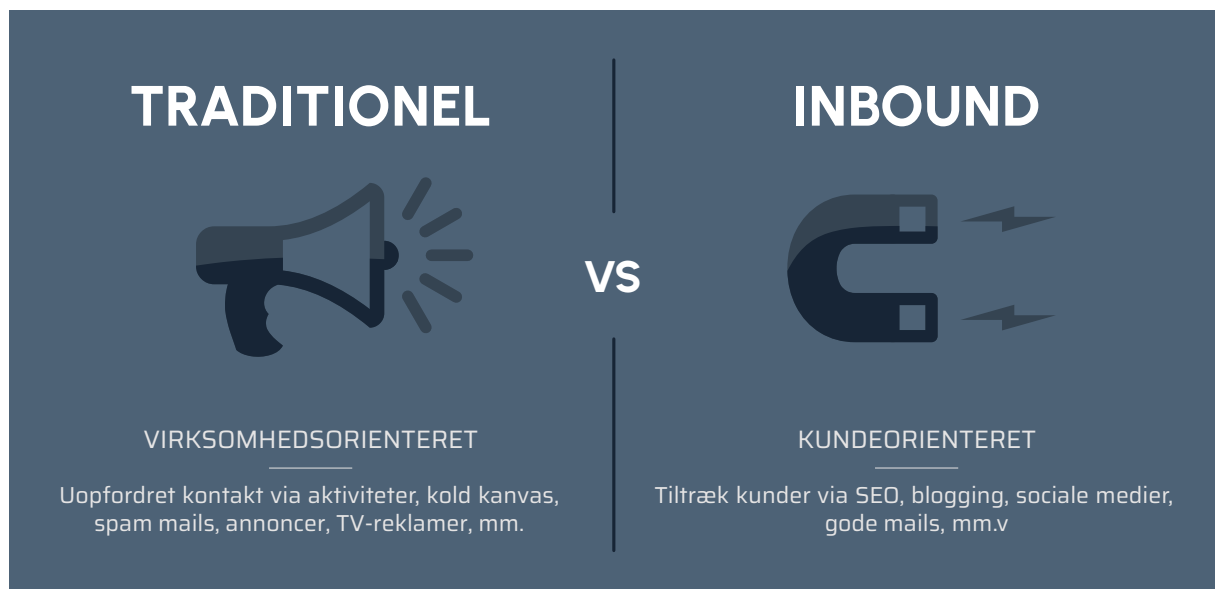 TRADITIONEL
VIRKSOMHEDSORIENTERET
Uopfordret kontakt via aktiviteter, kold kanvas,
spam mails, annoncer, TV-reklamer, mm.
VS
INBOUND
KUNDEORIENTERET
Tiltræk kunder via SEO, blogging, sociale medier,
gode mails, mm.v